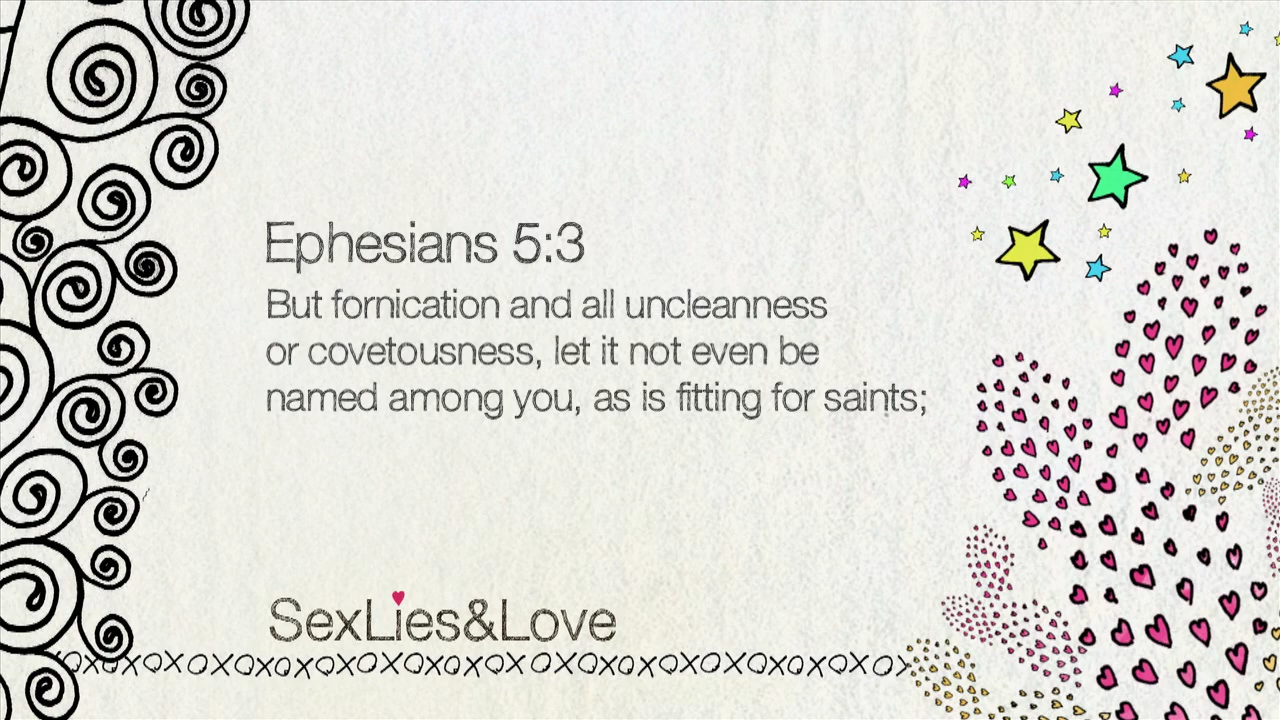 Ephesians 5:3
But fornication and all uncleanness
or covetousness, let it not even be
named among you, as is fitting for saints;
SexLies&Love
OXOXOXOXOXOXOXOXOXOXOXOXOXOXOXOXOXOX